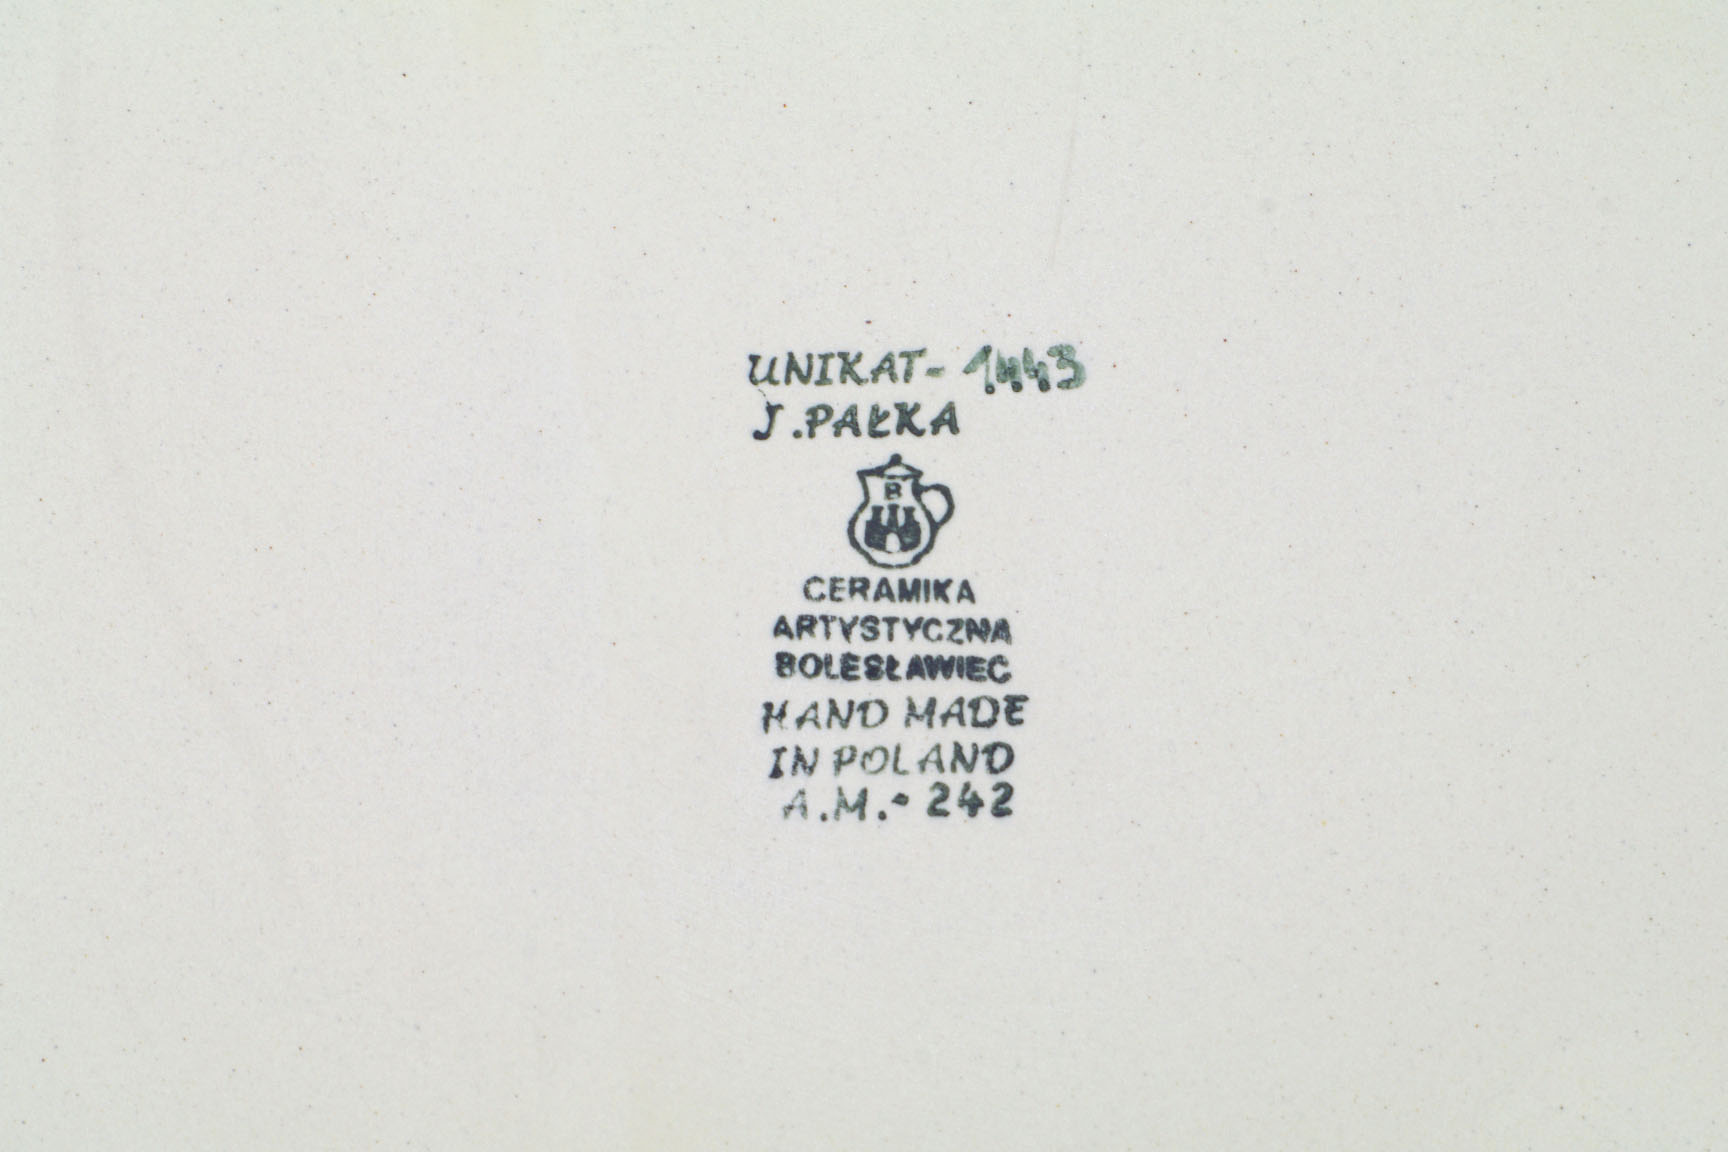 UNIKAT- 1443
J.PAŁKA
B
CERAMIKA
ARTYSTYCZNA
BOLESŁAWIEC
HAND MADE
IN POLAND
A.M.- 242